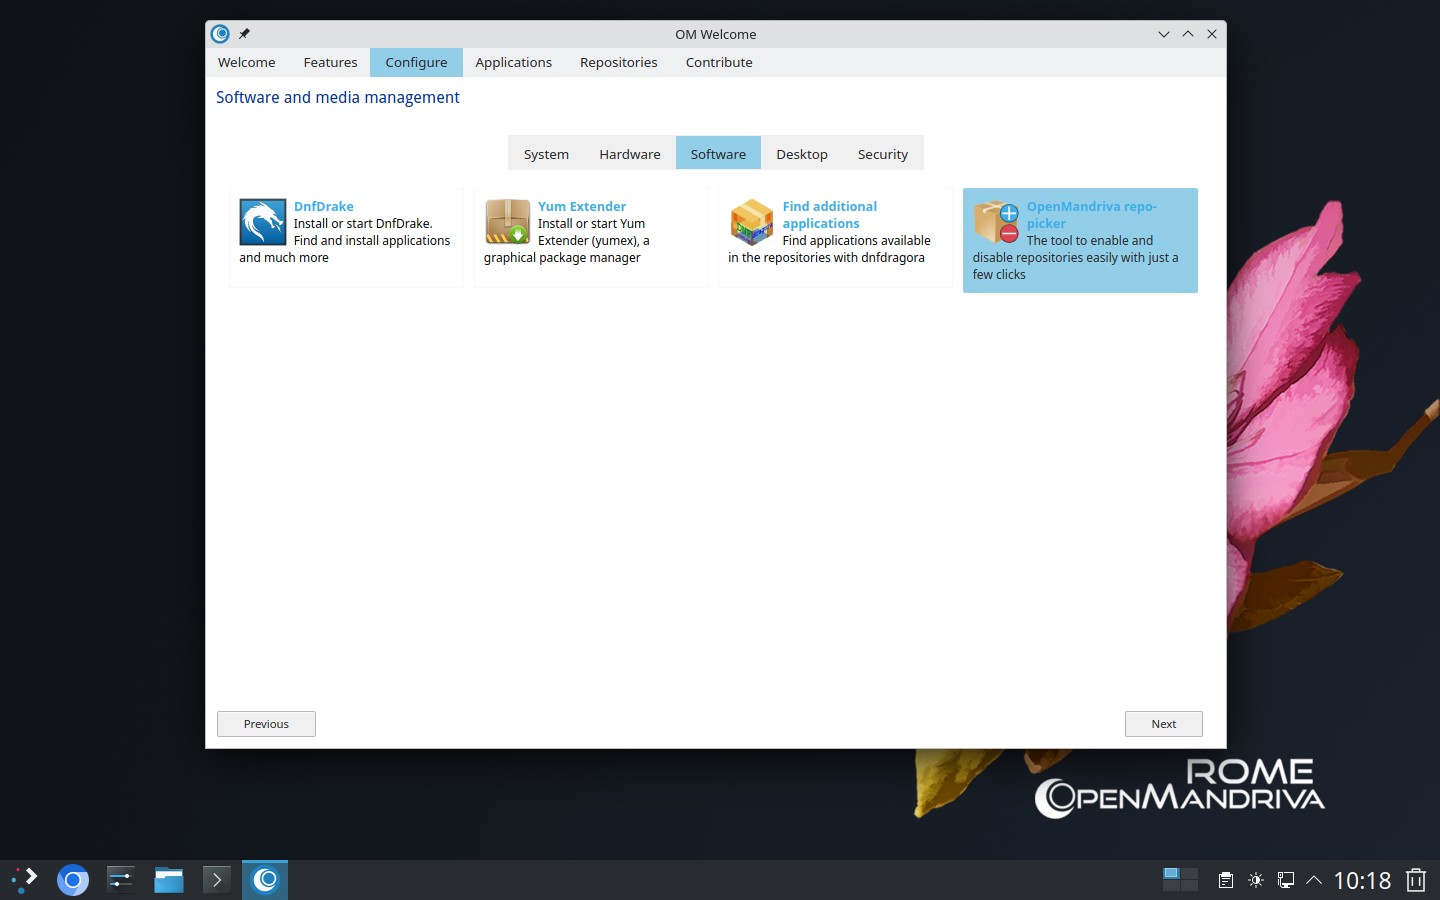 OM Welcome
Welcome Features Configure Applications Repositories Contribute
Software and media management
System Hardware Software Desktop Security
DnfDrake
Install or start DnfDrake.
Find and install applications
and much more
Yum Extender
Install or start Yum
Extender (yumex), a
graphical package manager
Find additional
applications
Find applications available
in the repositories with dnfdragora
OpenMandriva repo-
picker
The tool to enable and
disable repositories easily with just a
few clicks
Previous
Next
ROME
OPENMANDRIVA
10:18